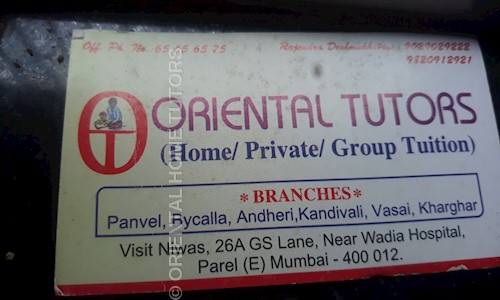 Off. Ph. No. 65 65 65 75
Rajendra Deshmukh(Sir) : 9029029222
9820912921
ORIENTAL TUTORS
(Home/ Private/ Group Tuition)
* BRANCHES *
Panvel, Bycalla, Andheri,Kandivali, Vasai, Kharghar
Visit Niwas, 26A GS Lane, Near Wadia Hospital,
Parel (E) Mumbai - 400 012.
© ORIENTAL HOME TUTORS